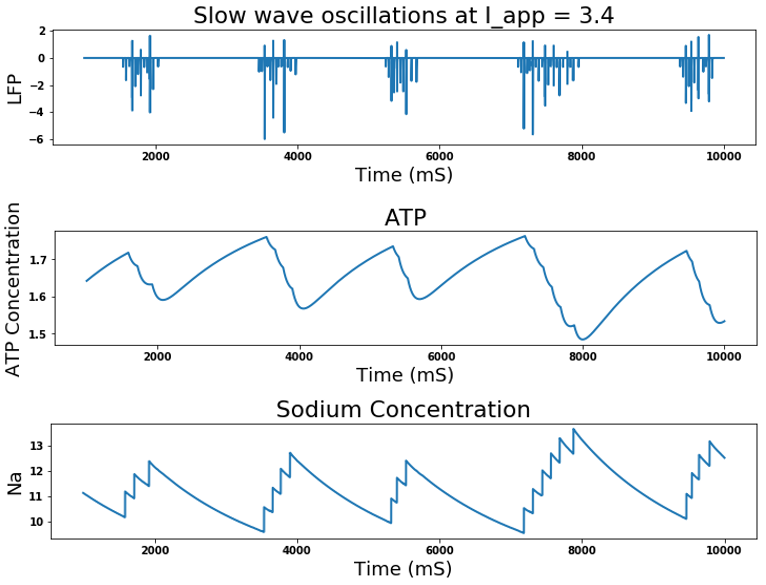 Slow wave oscillations at I_app = 3.4
2
0
−2
−4
−6
LFP
2000 4000 6000 8000 10000
Time (mS)
ATP
1.7
1.6
1.5
ATP Concentration
2000 4000 6000 8000 10000
Time (mS)
Sodium Concentration
13
12
11
10
Na
2000 4000 6000 8000 10000
Time (mS)